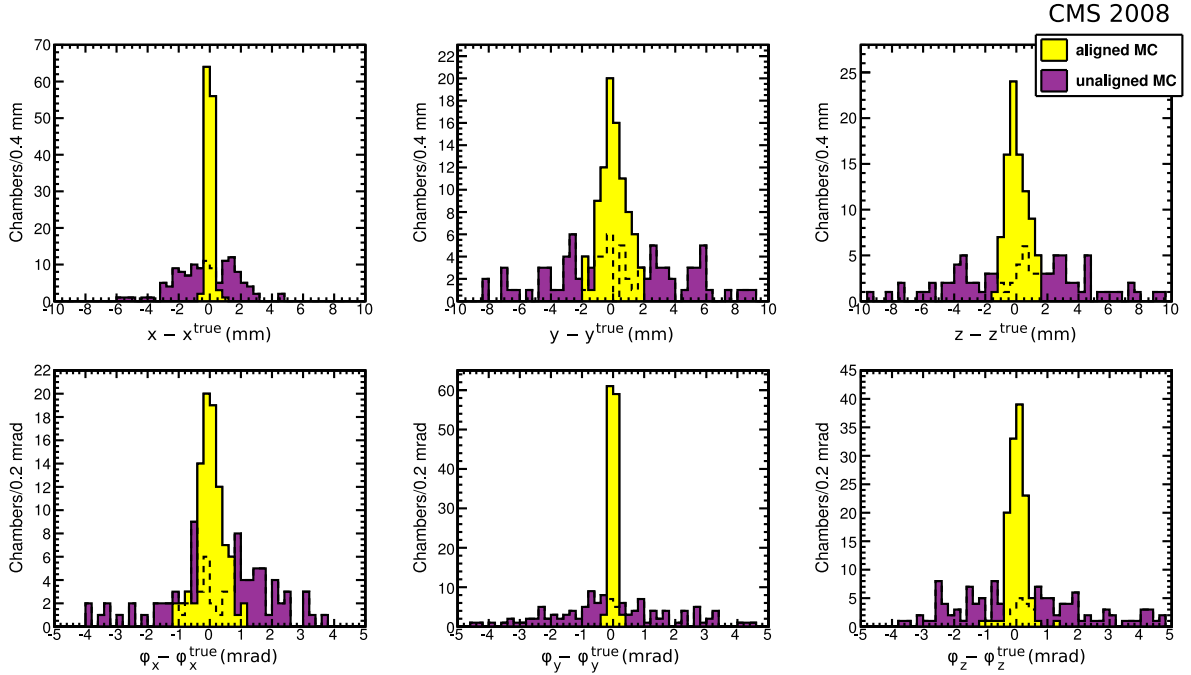 CMS 2008
aligned MC
unaligned MC
Chambers/0.4 mm
70
60
50
40
30
20
10
0
-10 -8 -6 -4 -2 0 2 4 6 8 10
x − x^true (mm)
Chambers/0.4 mm
22
20
18
16
14
12
10
8
6
4
2
0
-10 -8 -6 -4 -2 0 2 4 6 8 10
y − y^true (mm)
Chambers/0.4 mm
25
20
15
10
5
0
-10 -8 -6 -4 -2 0 2 4 6 8 10
z − z^true (mm)
Chambers/0.2 mrad
22
20
18
16
14
12
10
8
6
4
2
0
-5 -4 -3 -2 -1 0 1 2 3 4 5
φ_x − φ_x^true (mrad)
Chambers/0.2 mrad
60
50
40
30
20
10
0
-5 -4 -3 -2 -1 0 1 2 3 4 5
φ_y − φ_y^true (mrad)
Chambers/0.2 mrad
45
40
35
30
25
20
15
10
5
0
-5 -4 -3 -2 -1 0 1 2 3 4 5
φ_z − φ_z^true (mrad)